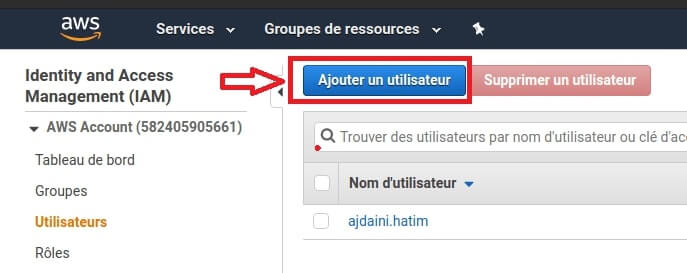 aws
Services
Groupes de ressources
Identity and Access
Management (IAM)
AWS Account (582405905661)
Tableau de bord
Groupes
Utilisateurs
Rôles
Ajouter un utilisateur
Supprimer un utilisateur
Trouver des utilisateurs par nom d'utilisateur ou clé d'acc
Nom d'utilisateur
ajdaini.hatim